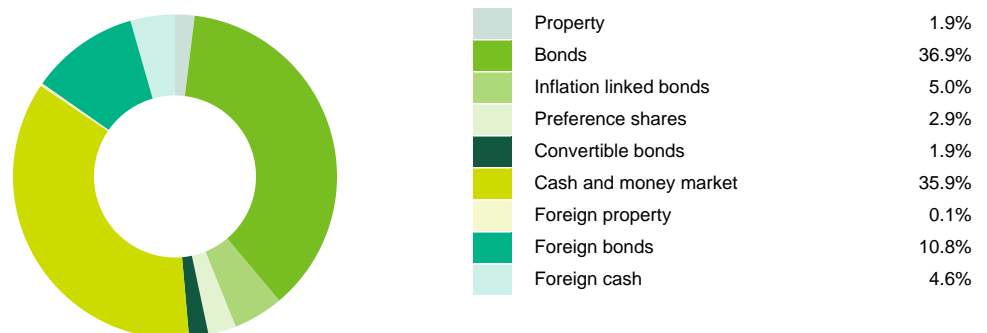 Property 1.9%
Bonds 36.9%
Inflation linked bonds 5.0%
Preference shares 2.9%
Convertible bonds 1.9%
Cash and money market 35.9%
Foreign property 0.1%
Foreign bonds 10.8%
Foreign cash 4.6%